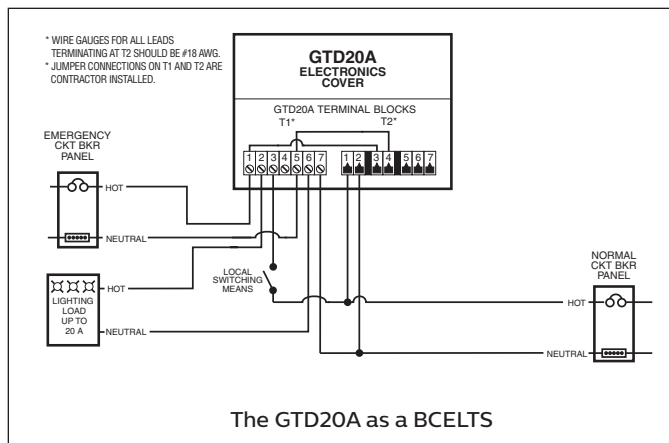 * WIRE GAUGES FOR ALL LEADS
TERMINATING AT T2 SHOULD BE #18 AWG.
* JUMPER CONNECTIONS ON T1 AND T2 ARE
CONTRACTOR INSTALLED.
GTD20A
ELECTRONICS
COVER
GTD20A TERMINAL BLOCKS
T1* T2*
1 2 3 4 5 6 7 1 2 3 4 5 6 7
EMERGENCY
CKT BKR
PANEL
HOT
NEUTRAL
LIGHTING
LOAD
UP TO
20 A
HOT
NEUTRAL
LOCAL
SWITCHING
MEANS
NORMAL
CKT BKR
PANEL
HOT
NEUTRAL
The GTD20A as a BCELTS